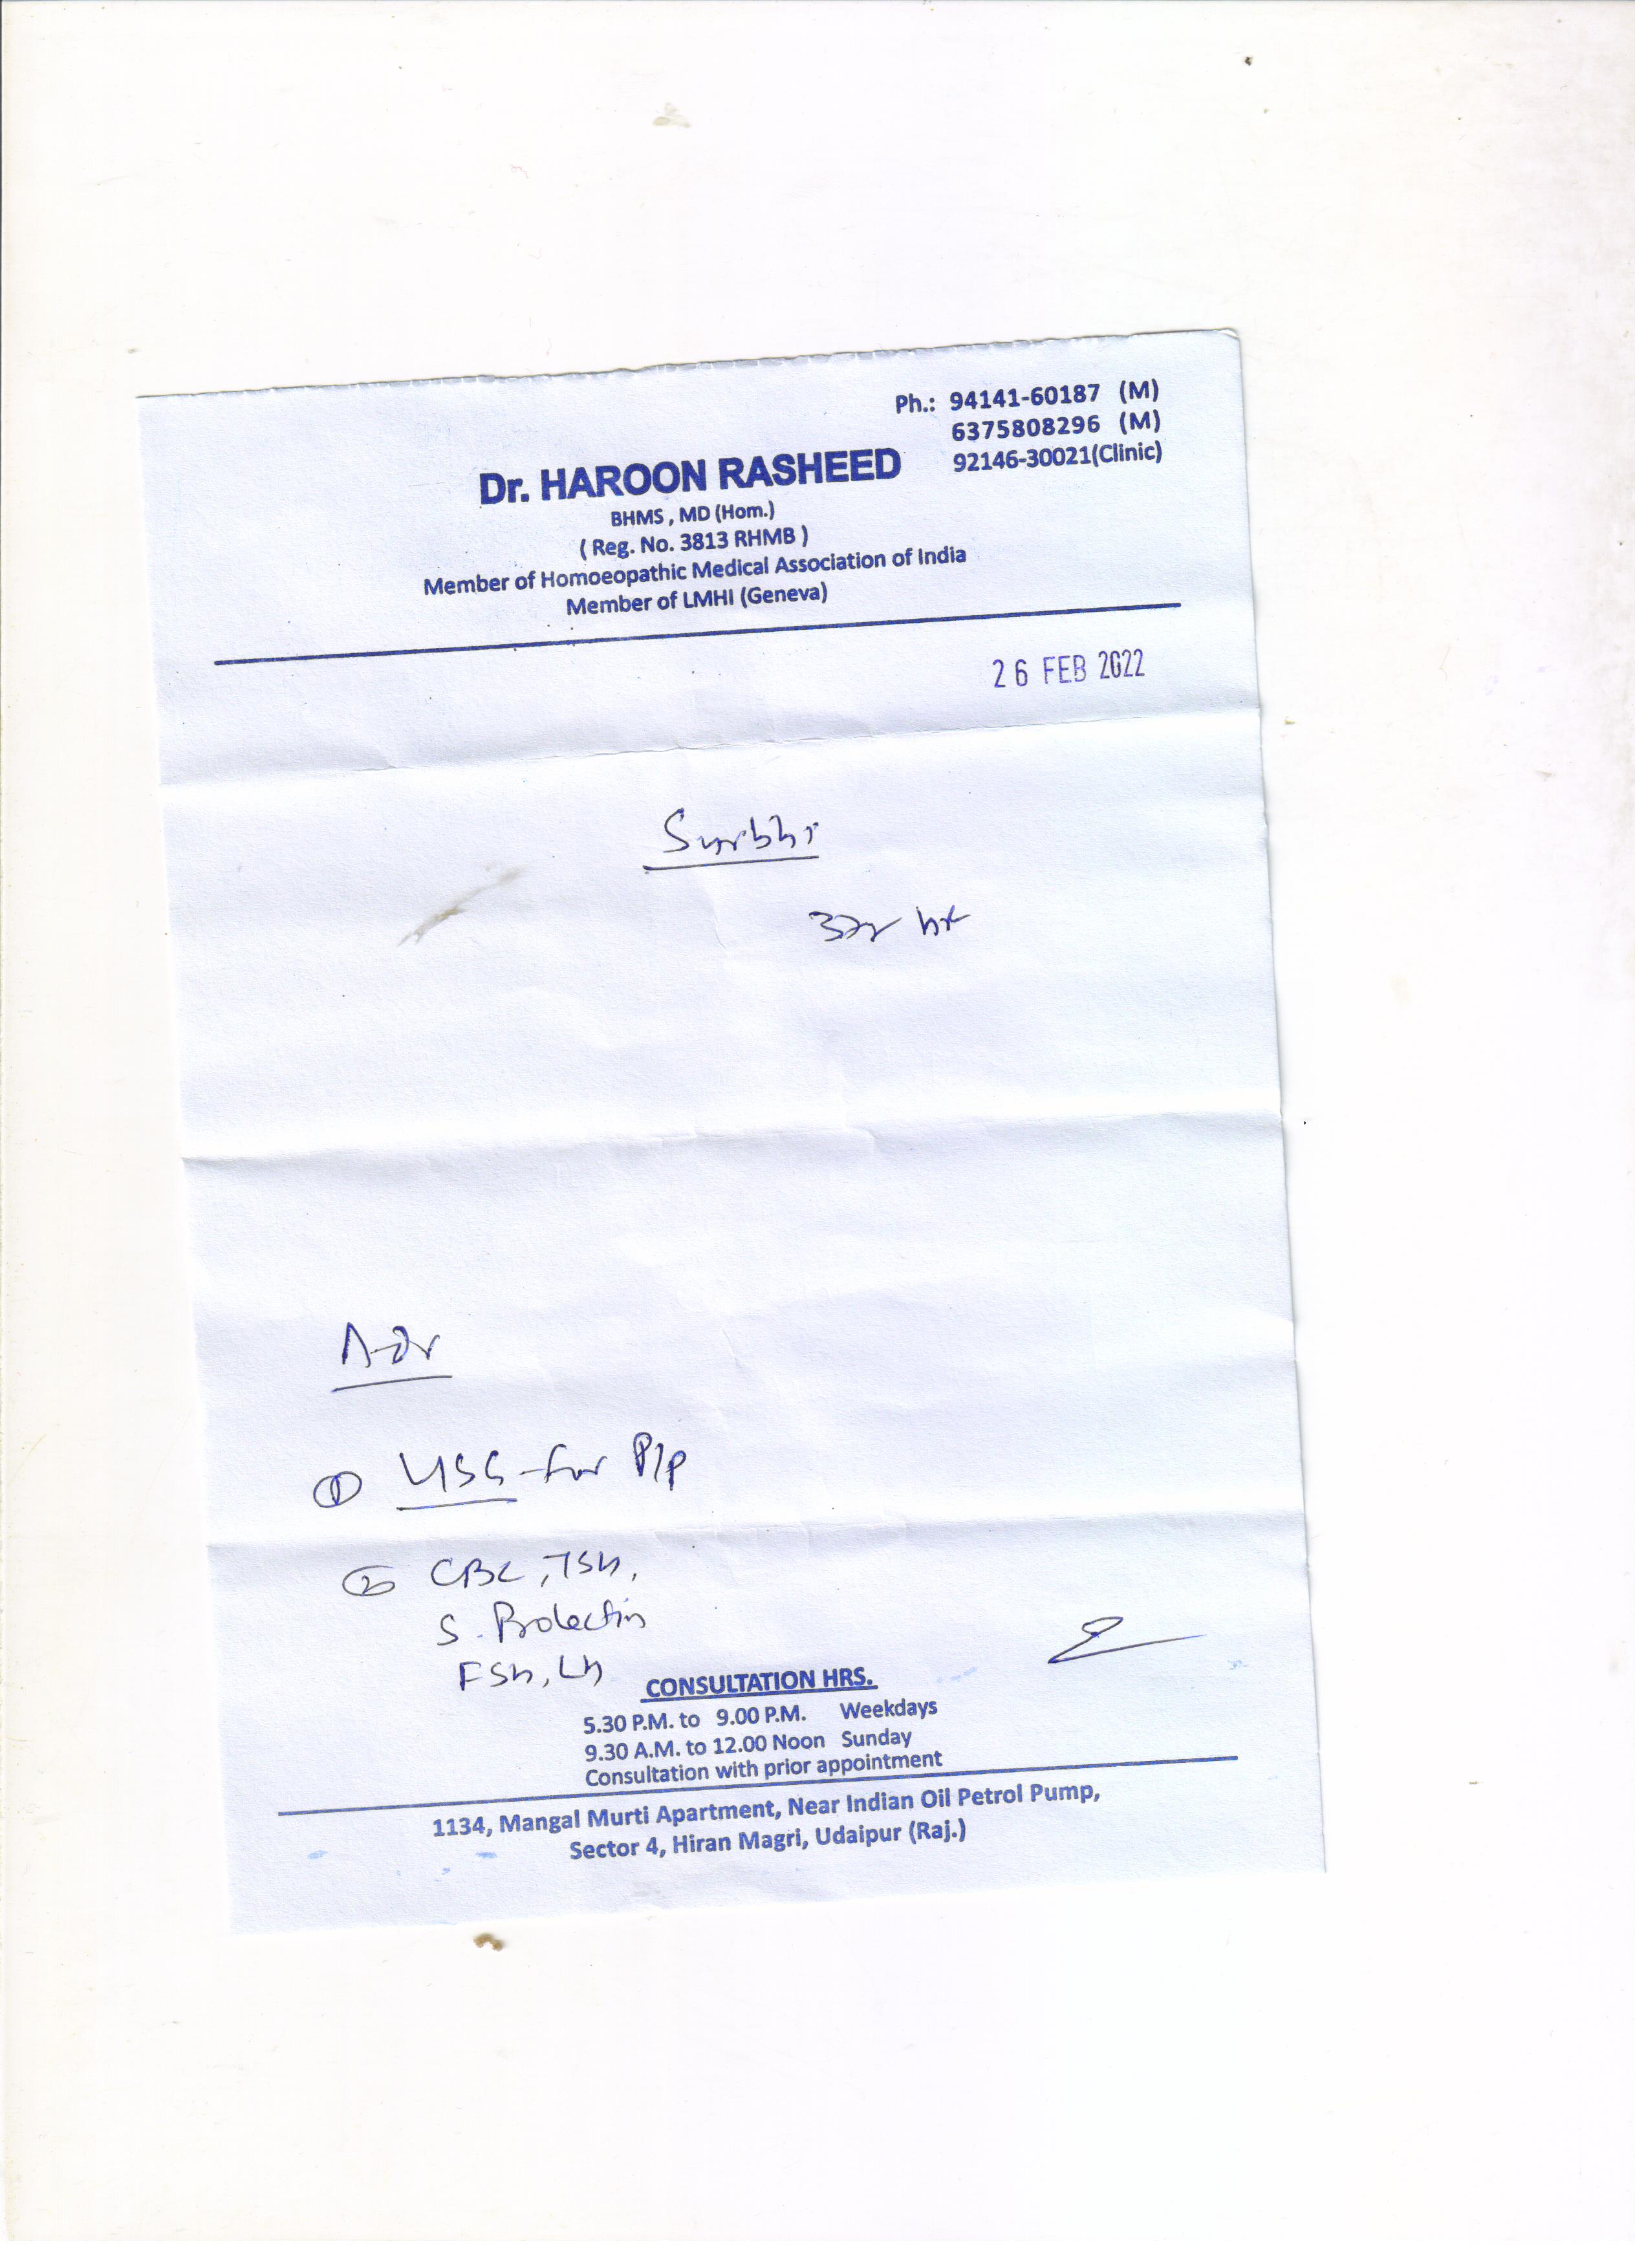 Ph.: 94141-60187 (M)
6375808296 (M)
92146-30021(Clinic)
Dr. HAROON RASHEED
BHMS , MD (Hom.)
( Reg. No. 3813 RHMB )
Member of Homoeopathic Medical Association of India
Member of LMHI (Geneva)
26 FEB 2022
Surbhi
Adv
① USG - for P/p
② CBC, TSH,
S. Prolactin
FSH, LH
CONSULTATION HRS.
5.30 P.M. to 9.00 P.M. Weekdays
9.30 A.M. to 12.00 Noon Sunday
Consultation with prior appointment
1134, Mangal Murti Apartment, Near Indian Oil Petrol Pump,
Sector 4, Hiran Magri, Udaipur (Raj.)